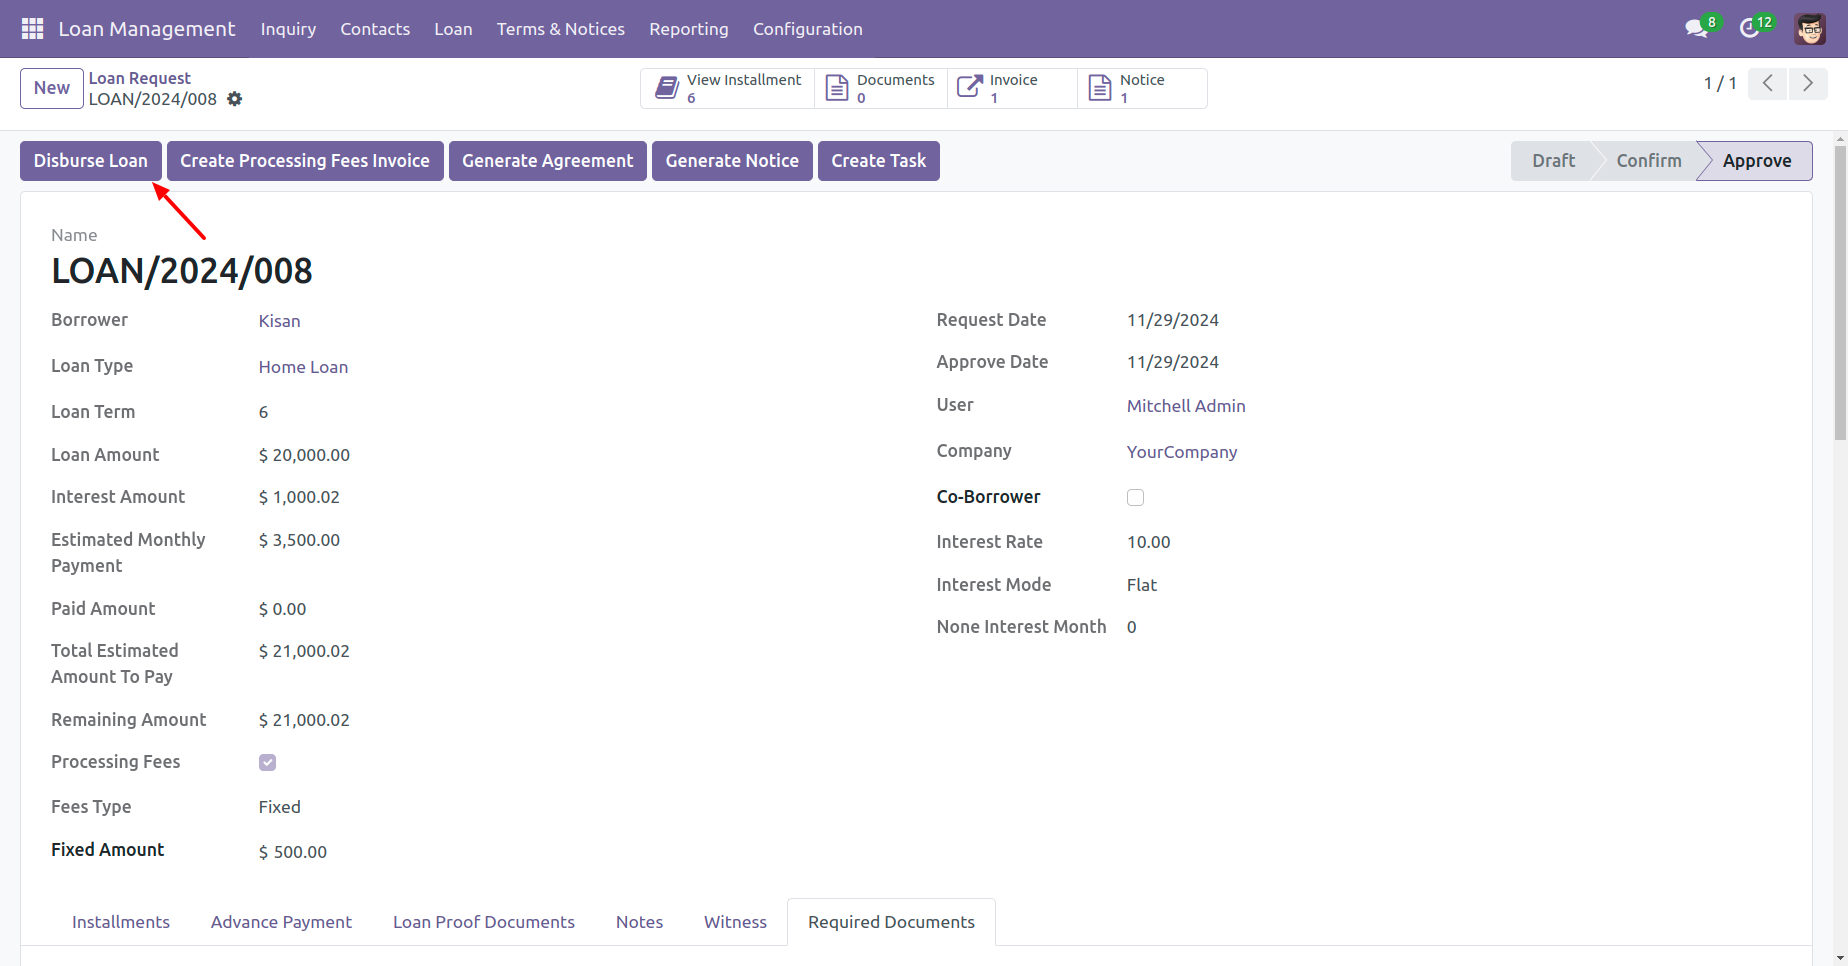 Loan Management Inquiry Contacts Loan Terms & Notices Reporting Configuration 8 12
New Loan Request
LOAN/2024/008
View Installment
6
Documents
0
Invoice
1
Notice
1
1 / 1
Disburse Loan Create Processing Fees Invoice Generate Agreement Generate Notice Create Task Draft Confirm Approve
Name
LOAN/2024/008
Borrower Kisan
Loan Type Home Loan
Loan Term 6
Loan Amount $ 20,000.00
Interest Amount $ 1,000.02
Estimated Monthly
Payment
$ 3,500.00
Paid Amount $ 0.00
Total Estimated
Amount To Pay
$ 21,000.02
Remaining Amount $ 21,000.02
Processing Fees
Fees Type Fixed
Fixed Amount $ 500.00
Request Date 11/29/2024
Approve Date 11/29/2024
User Mitchell Admin
Company YourCompany
Co-Borrower
Interest Rate 10.00
Interest Mode Flat
None Interest Month 0
Installments Advance Payment Loan Proof Documents Notes Witness Required Documents